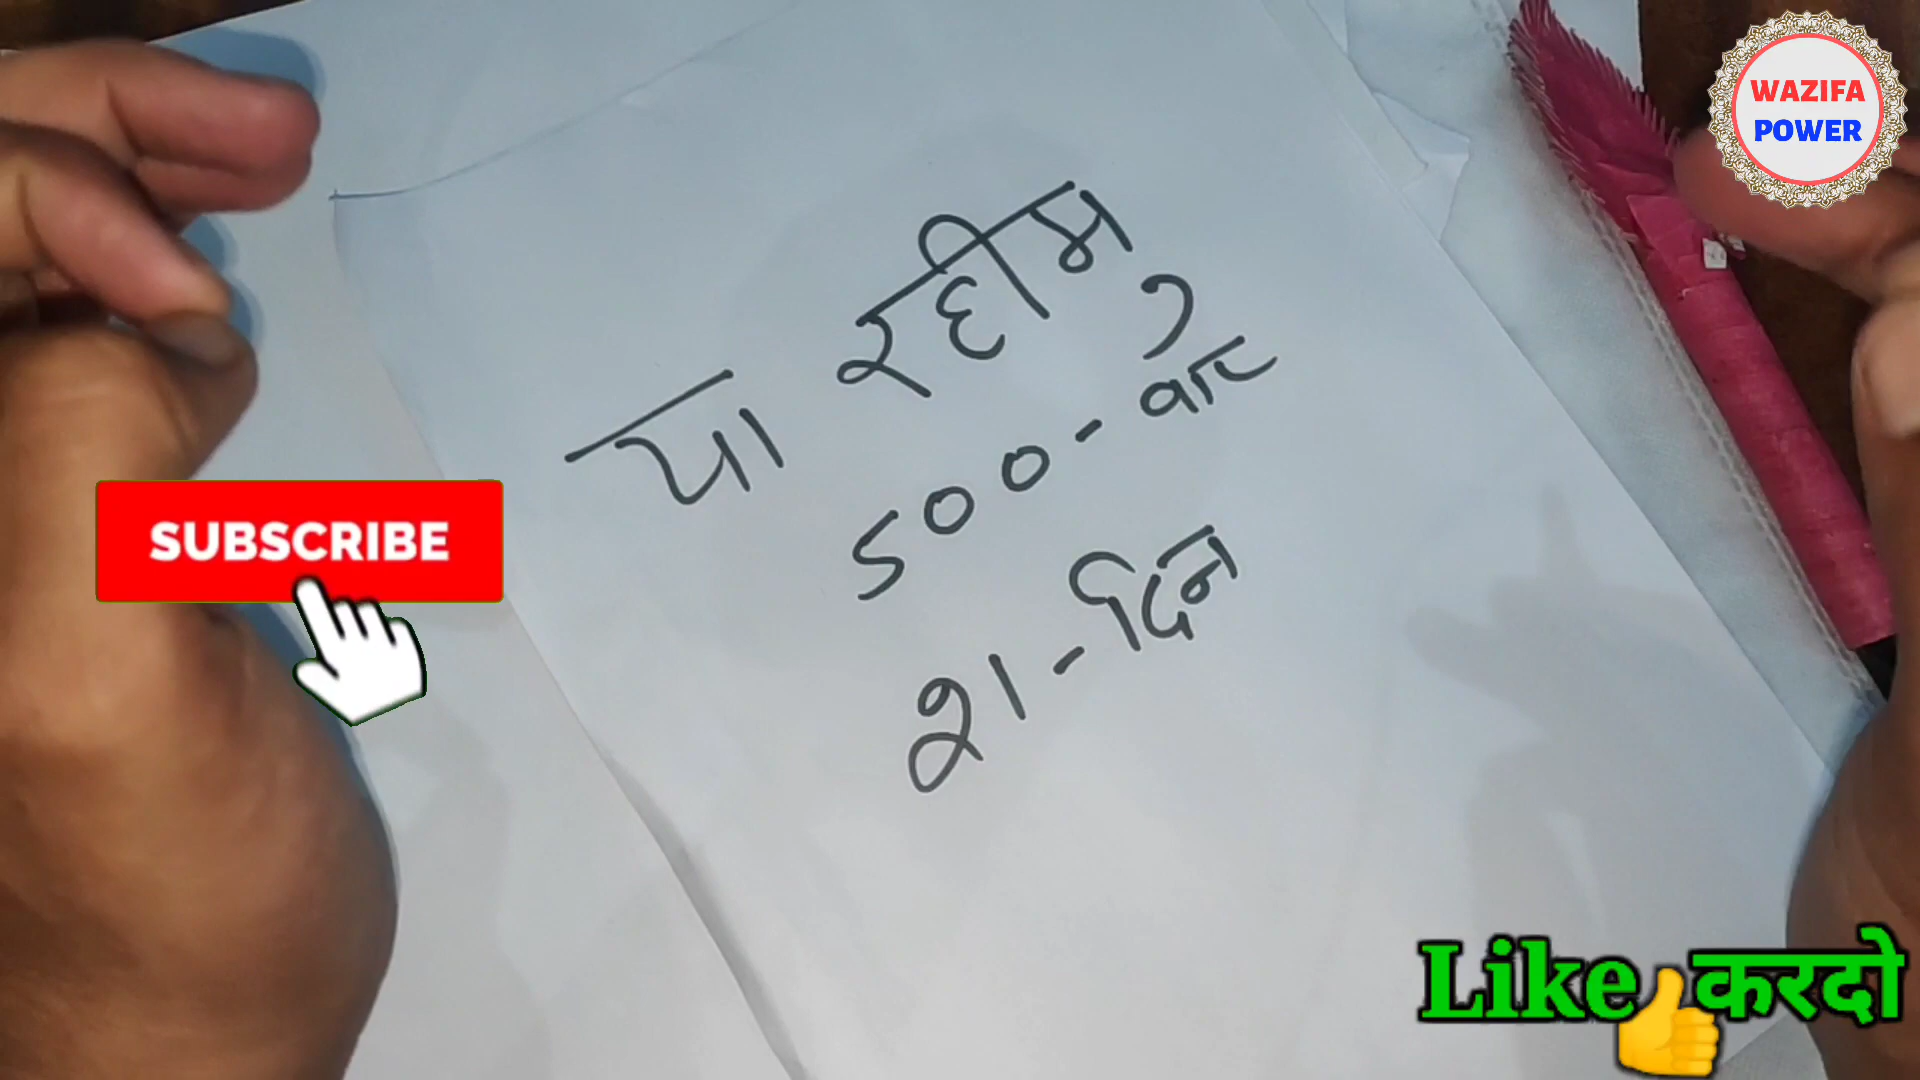 WAZIFA
POWER
या रहीमु
500 - बार
21 - दिन
SUBSCRIBE
Like करदो